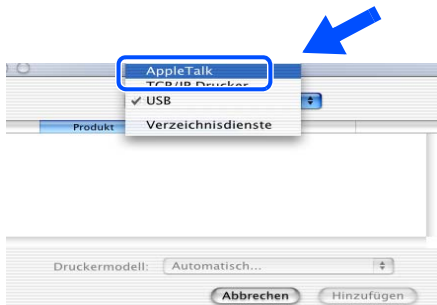 AppleTalk
TCP/IP Drucker
✓ USB
Verzeichnisdienste
Produkt
Druckermodell: Automatisch...
Abbrechen Hinzufügen